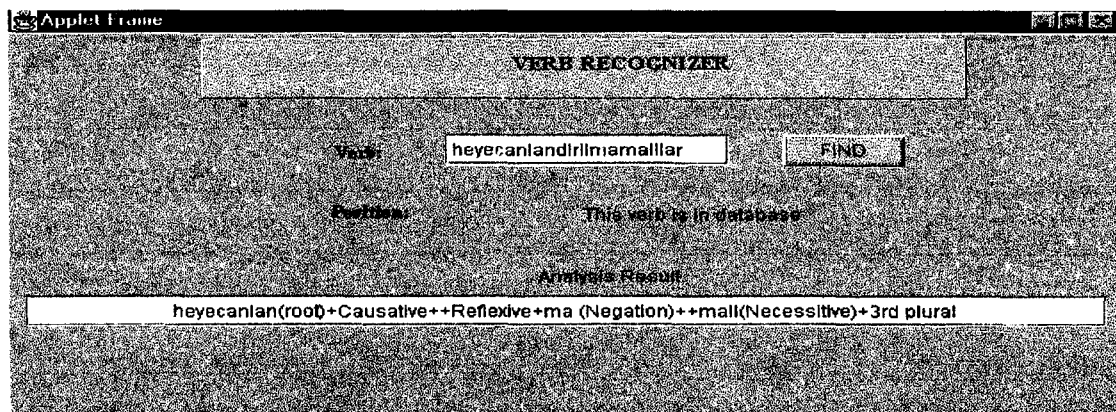 Applet Frame
VERB RECOGNIZER
Verb: heyecanlandirilmamalilar FIND
Position: This verb is in database
Analysis Result
heyecanlan(root)+Causative++Reflexive+ma (Negation)++mali(Necessitive)+3rd plural